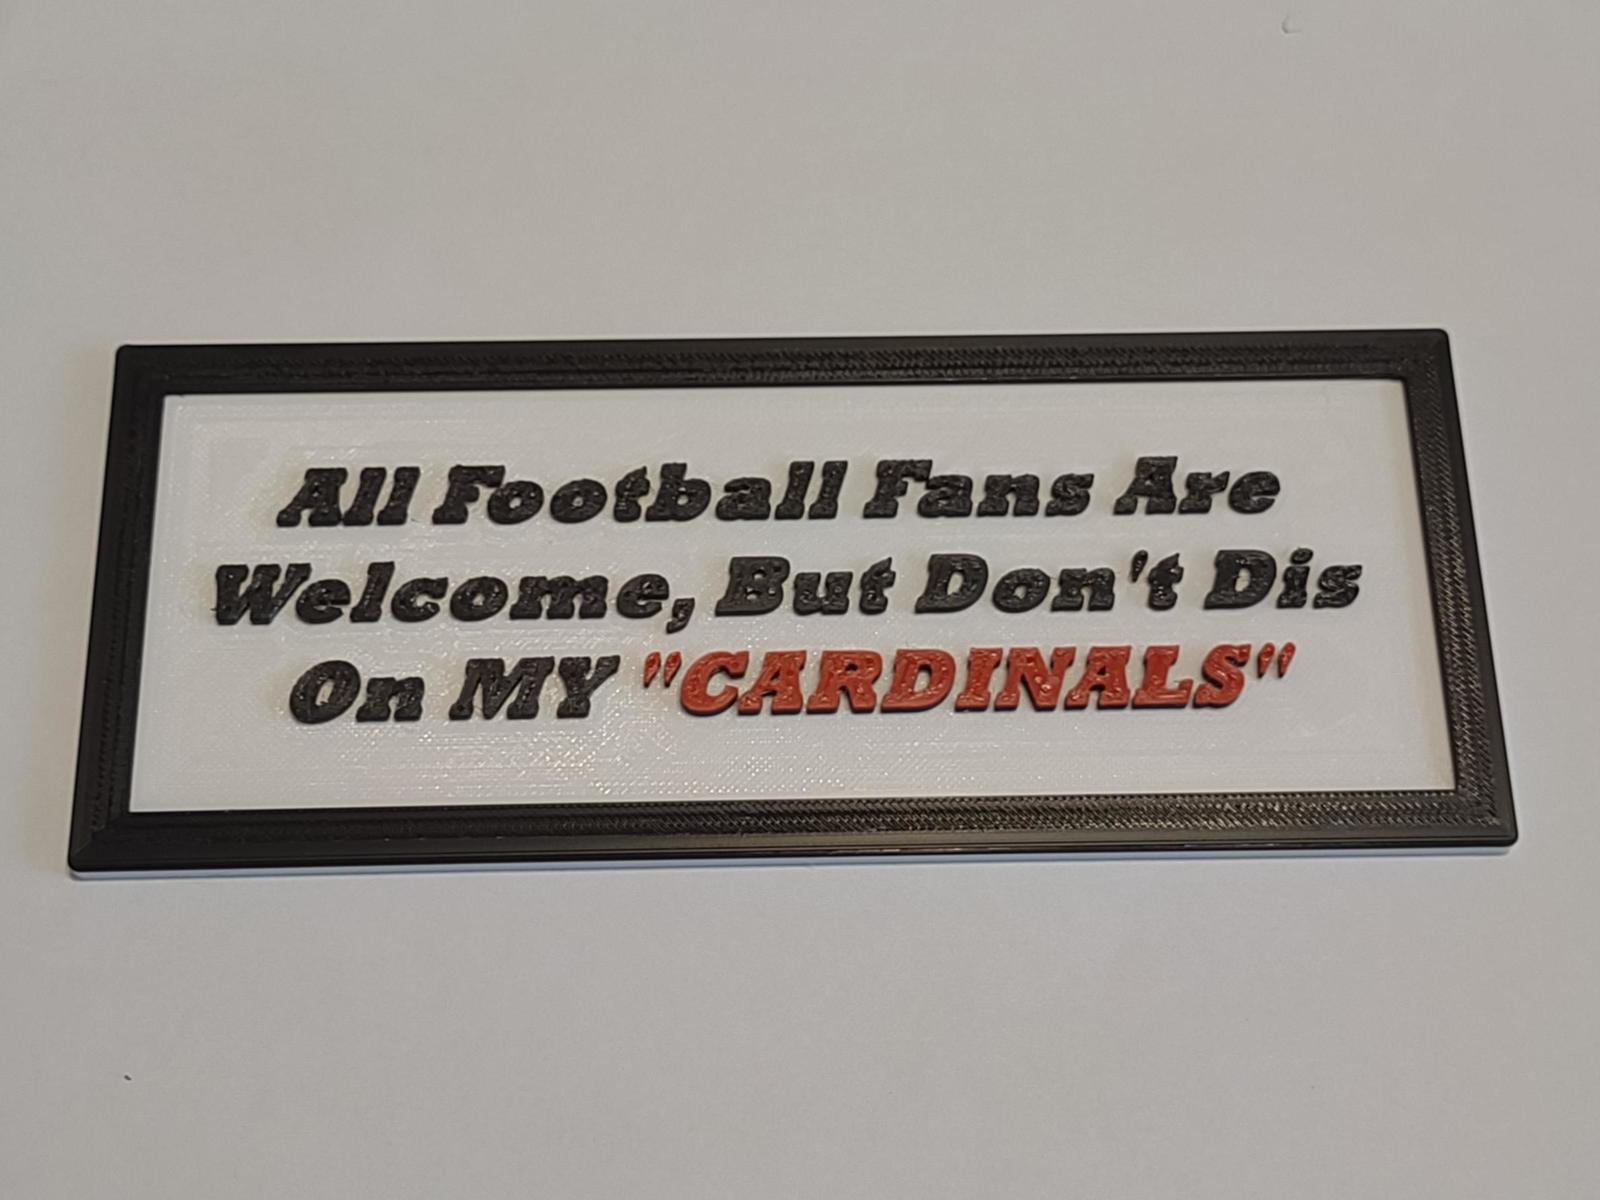 All Football Fans Are
Welcome, But Don't Dis
On MY "CARDINALS"